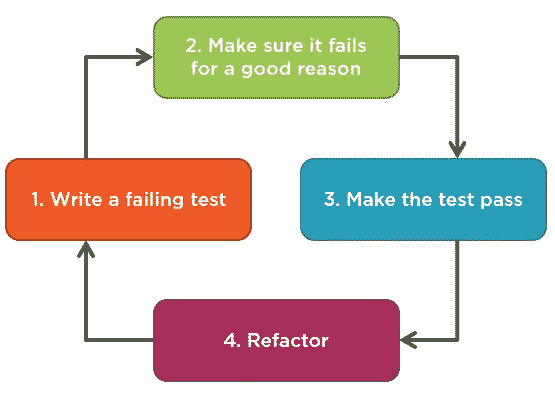 1. Write a failing test
2. Make sure it fails
for a good reason
3. Make the test pass
4. Refactor